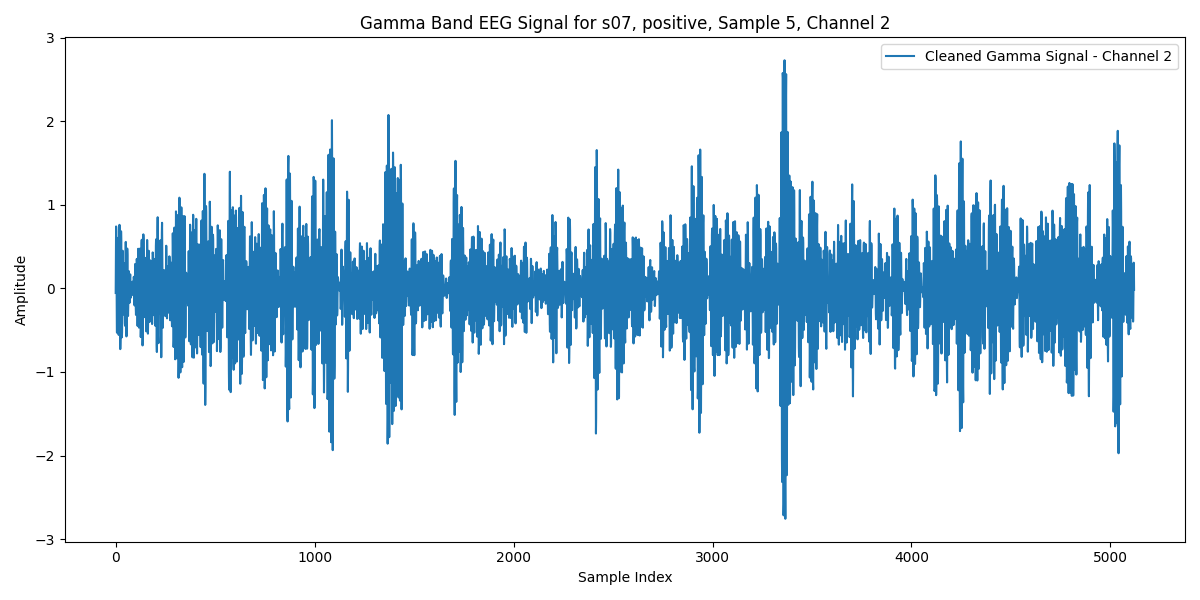 Gamma Band EEG Signal for s07, positive, Sample 5, Channel 2
Cleaned Gamma Signal - Channel 2
Amplitude
3
2
1
0
−1
−2
−3
0 1000 2000 3000 4000 5000
Sample Index